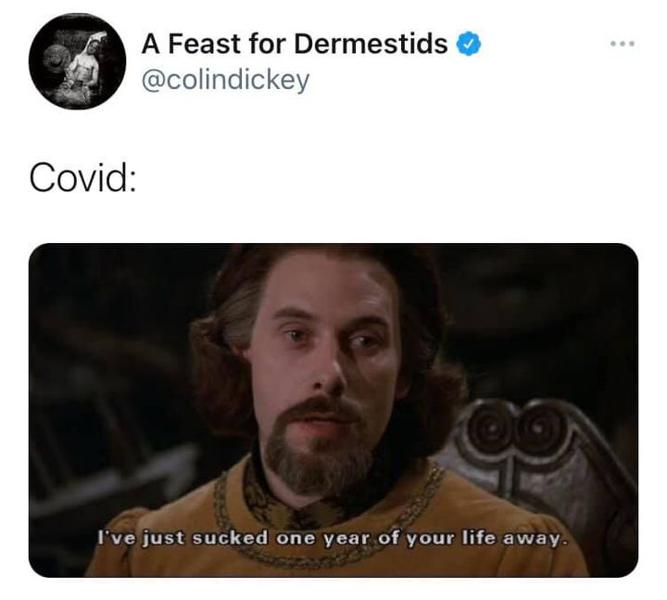 A Feast for Dermestids
@colindickey
Covid:
I've just sucked one year of your life away.